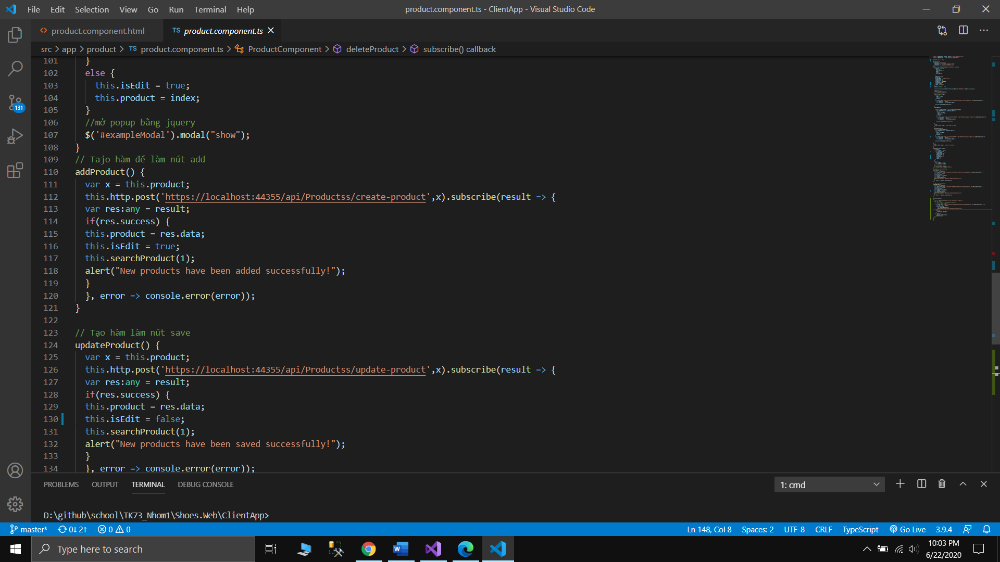 File Edit Selection View Go Run Terminal Help
product.component.ts - ClientApp - Visual Studio Code
product.component.html
TS product.component.ts
src > app > product > TS product.component.ts > ProductComponent > deleteProduct > subscribe() callback
101 }
102 else {
103 this.isEdit = true;
104 this.product = index;
105 }
106 //mở popup bằng jquery
107 $('#exampleModal').modal("show");
108 }
109 // Tajo hàm để làm nút add
110 addProduct() {
111 var x = this.product;
112 this.http.post('https://localhost:44355/api/Productss/create-product',x).subscribe(result => {
113 var res:any = result;
114 if(res.success) {
115 this.product = res.data;
116 this.isEdit = true;
117 this.searchProduct(1);
118 alert("New products have been added successfully!");
119 }
120 }, error => console.error(error));
121 }
122
123 // Tạo hàm làm nút save
124 updateProduct() {
125 var x = this.product;
126 this.http.post('https://localhost:44355/api/Productss/update-product',x).subscribe(result => {
127 var res:any = result;
128 if(res.success) {
129 this.product = res.data;
130 this.isEdit = false;
131 this.searchProduct(1);
132 alert("New products have been saved successfully!");
133 }
134 }, error => console.error(error));
131
PROBLEMS OUTPUT TERMINAL DEBUG CONSOLE
1: cmd
D:\github\school\TK73_Nhom1\Shoes.Web\ClientApp>
master* 0↓ 2↑ 0 0
Ln 148, Col 8 Spaces: 2 UTF-8 CRLF TypeScript Go Live 3.9.4
Type here to search
10:03 PM
6/22/2020